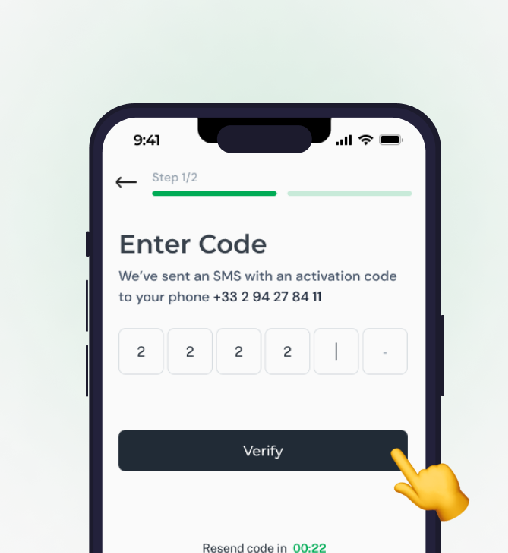 9:41
Step 1/2
Enter Code
We've sent an SMS with an activation code
to your phone +33 2 94 27 84 11
2 2 2 2 -
Verify
Resend code in 00:22